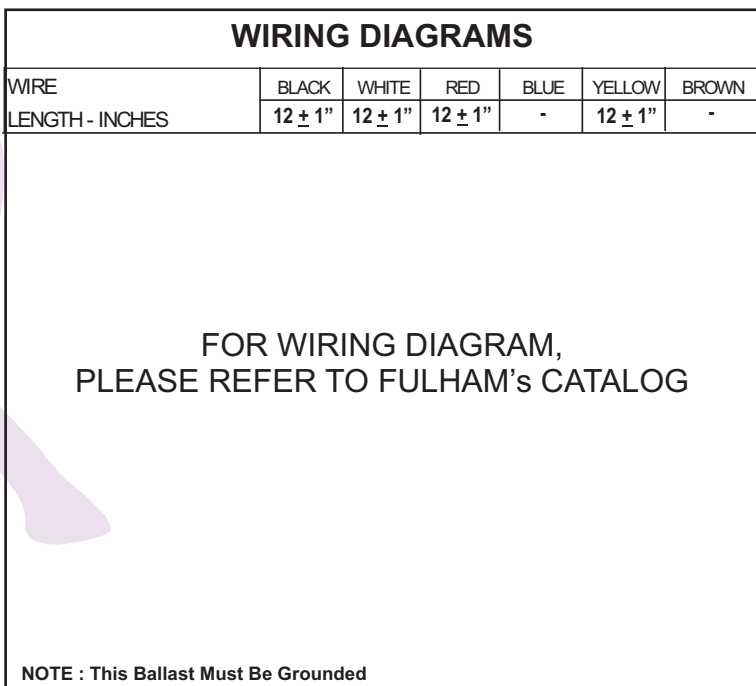 WIRING DIAGRAMS
WIRE BLACK WHITE RED BLUE YELLOW BROWN
LENGTH - INCHES 12 ± 1” 12 ± 1” 12 ± 1” - 12 ± 1” -
FOR WIRING DIAGRAM,
PLEASE REFER TO FULHAM’s CATALOG
NOTE : This Ballast Must Be Grounded